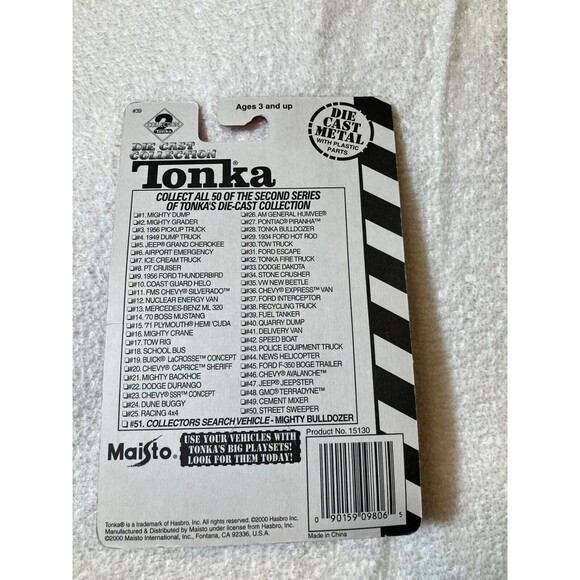 #39
2
TONKA
DIE CAST
COLLECTION
Ages 3 and up
DIE
CAST
METAL
WITH PLASTIC
PARTS
Tonka®
COLLECT ALL 50 OF THE SECOND SERIES
OF TONKA'S DIE-CAST COLLECTION
#1. MIGHTY DUMP
#2. MIGHTY GRADER
#3. 1956 PICKUP TRUCK
#4. 1949 DUMP TRUCK
#5. JEEP® GRAND CHEROKEE
#6. AIRPORT EMERGENCY
#7. ICE CREAM TRUCK
#8. PT CRUISER
#9. 1956 FORD THUNDERBIRD
#10. COAST GUARD HELO
#11. FMS CHEVY® SILVERADO™
#12. NUCLEAR ENERGY VAN
#13. MERCEDES-BENZ ML 320
#14. '70 BOSS MUSTANG
#15. '71 PLYMOUTH® HEMI 'CUDA
#16. MIGHTY CRANE
#17. TOW RIG
#18. SCHOOL BUS
#19. BUICK® LaCROSSE™ CONCEPT
#20. CHEVY® CAPRICE™ SHERIFF
#21. MIGHTY BACKHOE
#22. DODGE DURANGO
#23. CHEVY® SSR™ CONCEPT
#24. DUNE BUGGY
#25. RACING 4x4
#26. AM GENERAL HUMVEE®
#27. PONTIAC® PIRANHA™
#28. TONKA BULLDOZER
#29. 1934 FORD HOT ROD
#30. TOW TRUCK
#31. FORD ESCAPE
#32. TONKA FIRE TRUCK
#33. DODGE DAKOTA
#34. STONE CRUSHER
#35. VW NEW BEETLE
#36. CHEVY® EXPRESS™ VAN
#37. FORD INTERCEPTOR
#38. RECYCLING TRUCK
#39. FUEL TANKER
#40. QUARRY DUMP
#41. DELIVERY VAN
#42. SPEED BOAT
#43. POLICE EQUIPMENT TRUCK
#44. NEWS HELICOPTER
#45. FORD F-350 BOGE TRAILER
#46. CHEVY® AVALANCHE™
#47. JEEP® JEEPSTER
#48. GMC® TERRADYNE™
#49. CEMENT MIXER
#50. STREET SWEEPER
#51. COLLECTORS SEARCH VEHICLE - MIGHTY BULLDOZER
Product No. 15130
Maisto®
USE YOUR VEHICLES WITH
TONKA'S BIG PLAYSETS!
LOOK FOR THEM TODAY!
0 90159 09806 5
Made in China
Tonka® is a trademark of Hasbro, Inc. All rights reserved. ©2000 Hasbro Inc.
Manufactured & Distributed by Maisto under license from Hasbro, Inc.
©2000 Maisto International, Inc., Fontana, CA 92336, U.S.A.